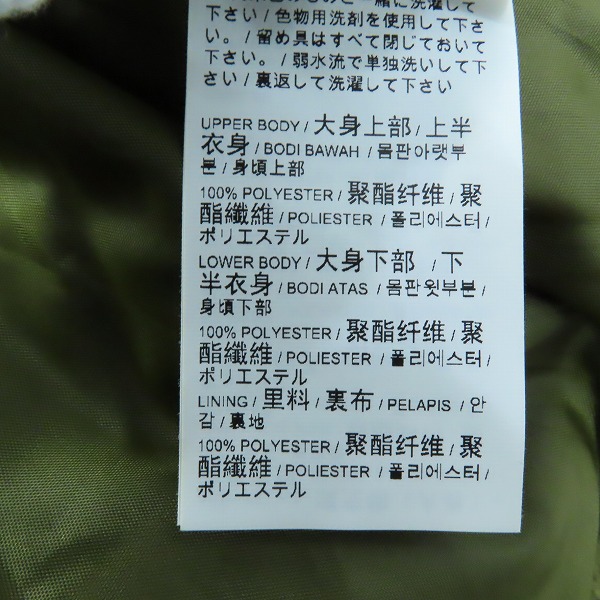 一緒に洗濯して
下さい / 色物用洗剤を使用して下さ
い。 / 留め具はすべて閉じておいて
下さい。 / 弱水流で単独洗いして下
さい / 裏返して洗濯して下さい
UPPER BODY / 大身上部 / 上半
衣身 / BODI BAWAH / 몸판아랫부
분 / 身頃上部
100% POLYESTER / 聚酯纤维 / 聚
酯纖維 / POLIESTER / 폴리에스터 /
ポリエステル
LOWER BODY / 大身下部 / 下
半衣身 / BODI ATAS / 몸판윗부분 /
身頃下部
100% POLYESTER / 聚酯纤维 / 聚
酯纖維 / POLIESTER / 폴리에스터 /
ポリエステル
LINING / 里料 / 裏布 / PELAPIS / 안
감 / 裏地
100% POLYESTER / 聚酯纤维 / 聚
酯纖維 / POLIESTER / 폴리에스터 /
ポリエステル